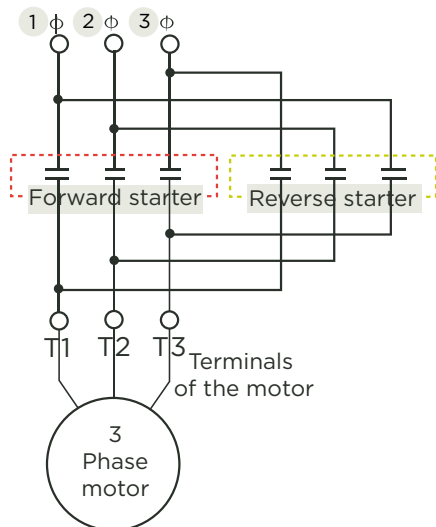 1 ϕ 2 ϕ 3 ϕ
Forward starter Reverse starter
T1 T2 T3
Terminals
of the motor
3
Phase
motor